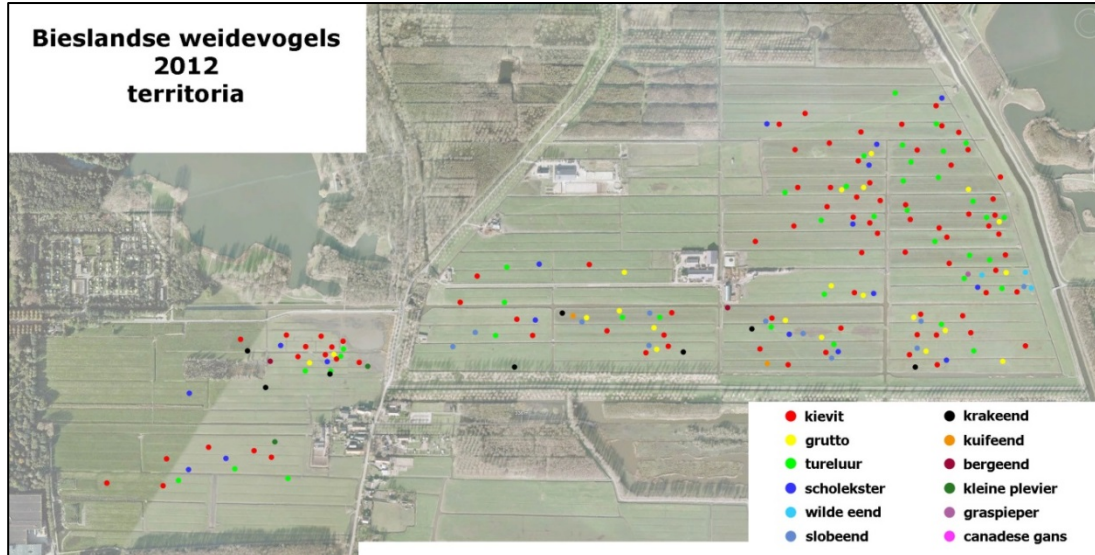 Bieslandse weidevogels
2012
territoria
kievit
grutto
tureluur
scholekster
wilde eend
slobeend
krakeend
kuifeend
bergeend
kleine plevier
graspieper
canadese gans